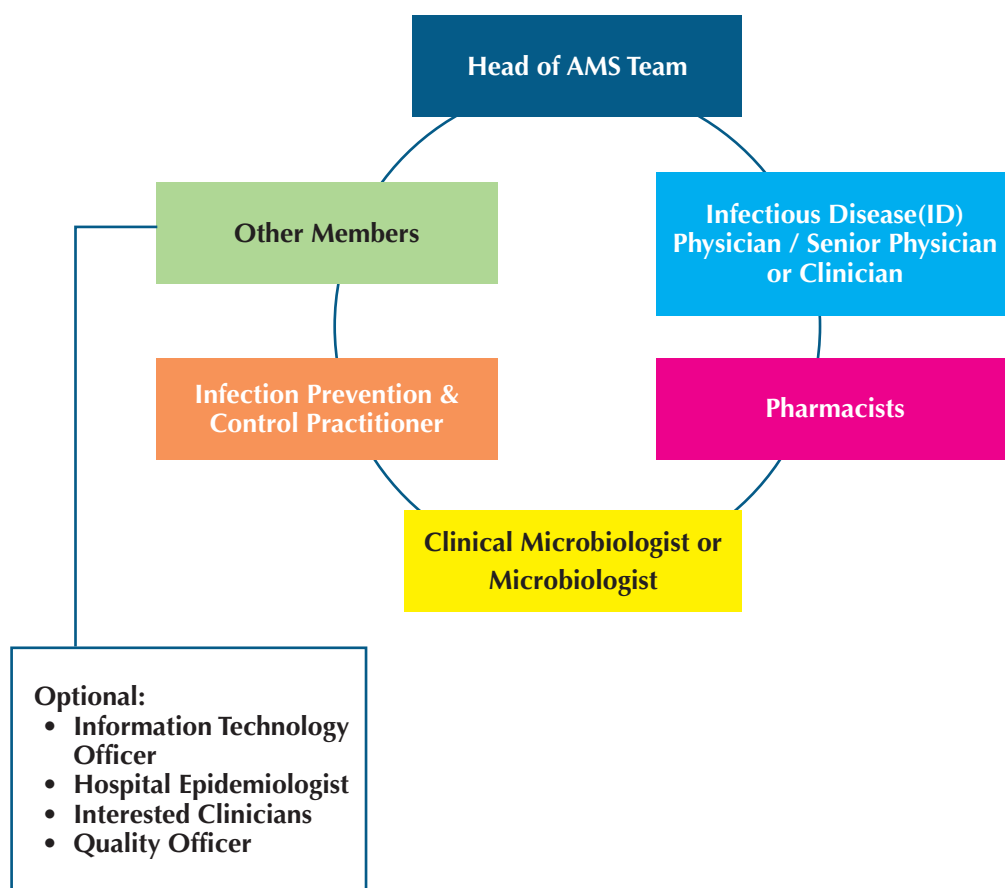 Head of AMS Team
Other Members
Infectious Disease(ID)
Physician / Senior Physician
or Clinician
Infection Prevention &
Control Practitioner
Pharmacists
Clinical Microbiologist or
Microbiologist
Optional:
• Information Technology
Officer
• Hospital Epidemiologist
• Interested Clinicians
• Quality Officer